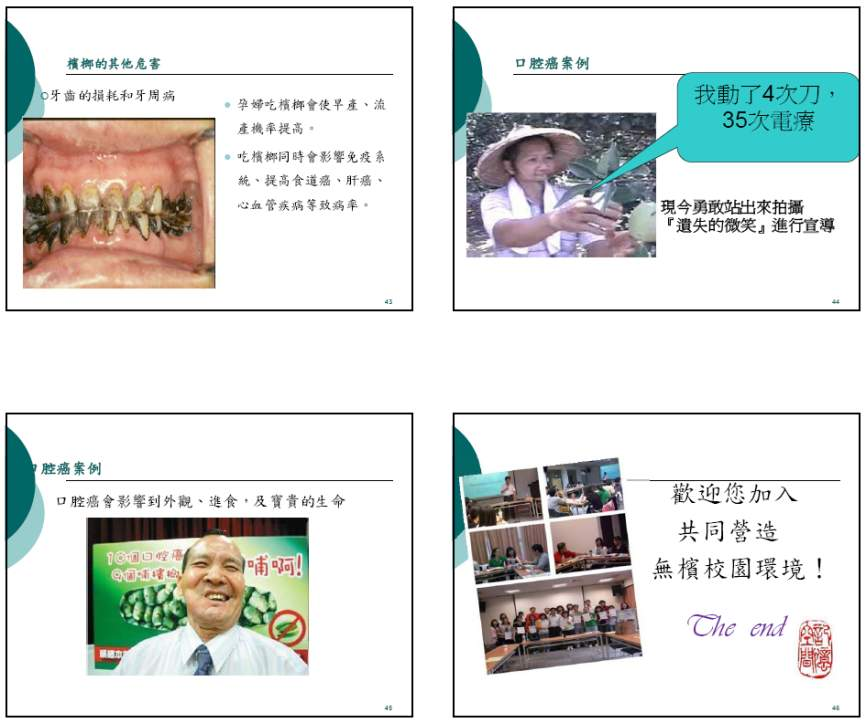 檳榔的其他危害
牙齒的損耗和牙周病
孕婦吃檳榔會使早產、流
產機率提高。
吃檳榔同時會影響免疫系
統、提高食道癌、肝癌、
心血管疾病等致病率。
43
口腔癌案例
我動了4次刀，
35次電療
現今勇敢站出來拍攝
『遺失的微笑』進行宣導
44
口腔癌案例
口腔癌會影響到外觀、進食，及寶貴的生命
10個口腔癌
9個哺檳榔
哺啊!
45
歡迎您加入
共同營造
無檳校園環境！
The end
46